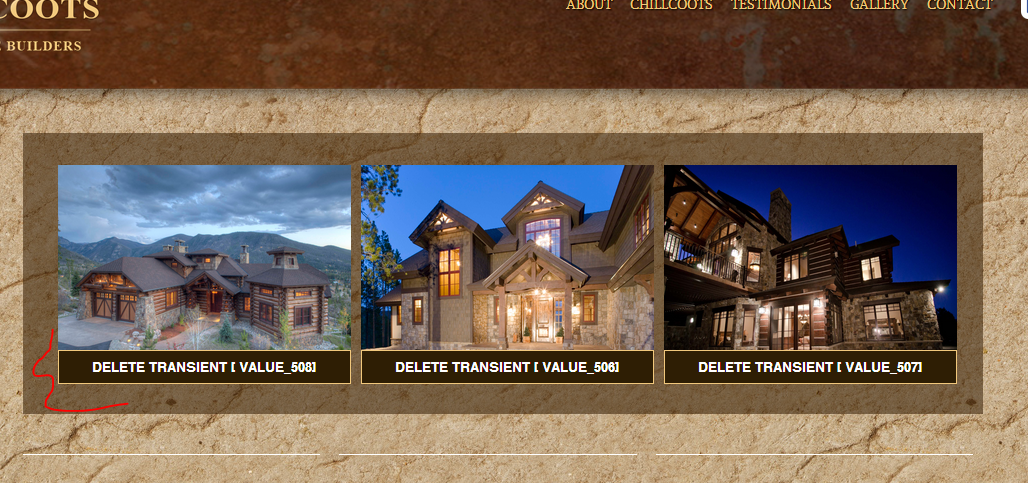 COOTS
BUILDERS
ABOUT CHILLCOOTS TESTIMONIALS GALLERY CONTACT
DELETE TRANSIENT [ VALUE_508] DELETE TRANSIENT [ VALUE_506] DELETE TRANSIENT [ VALUE_507]